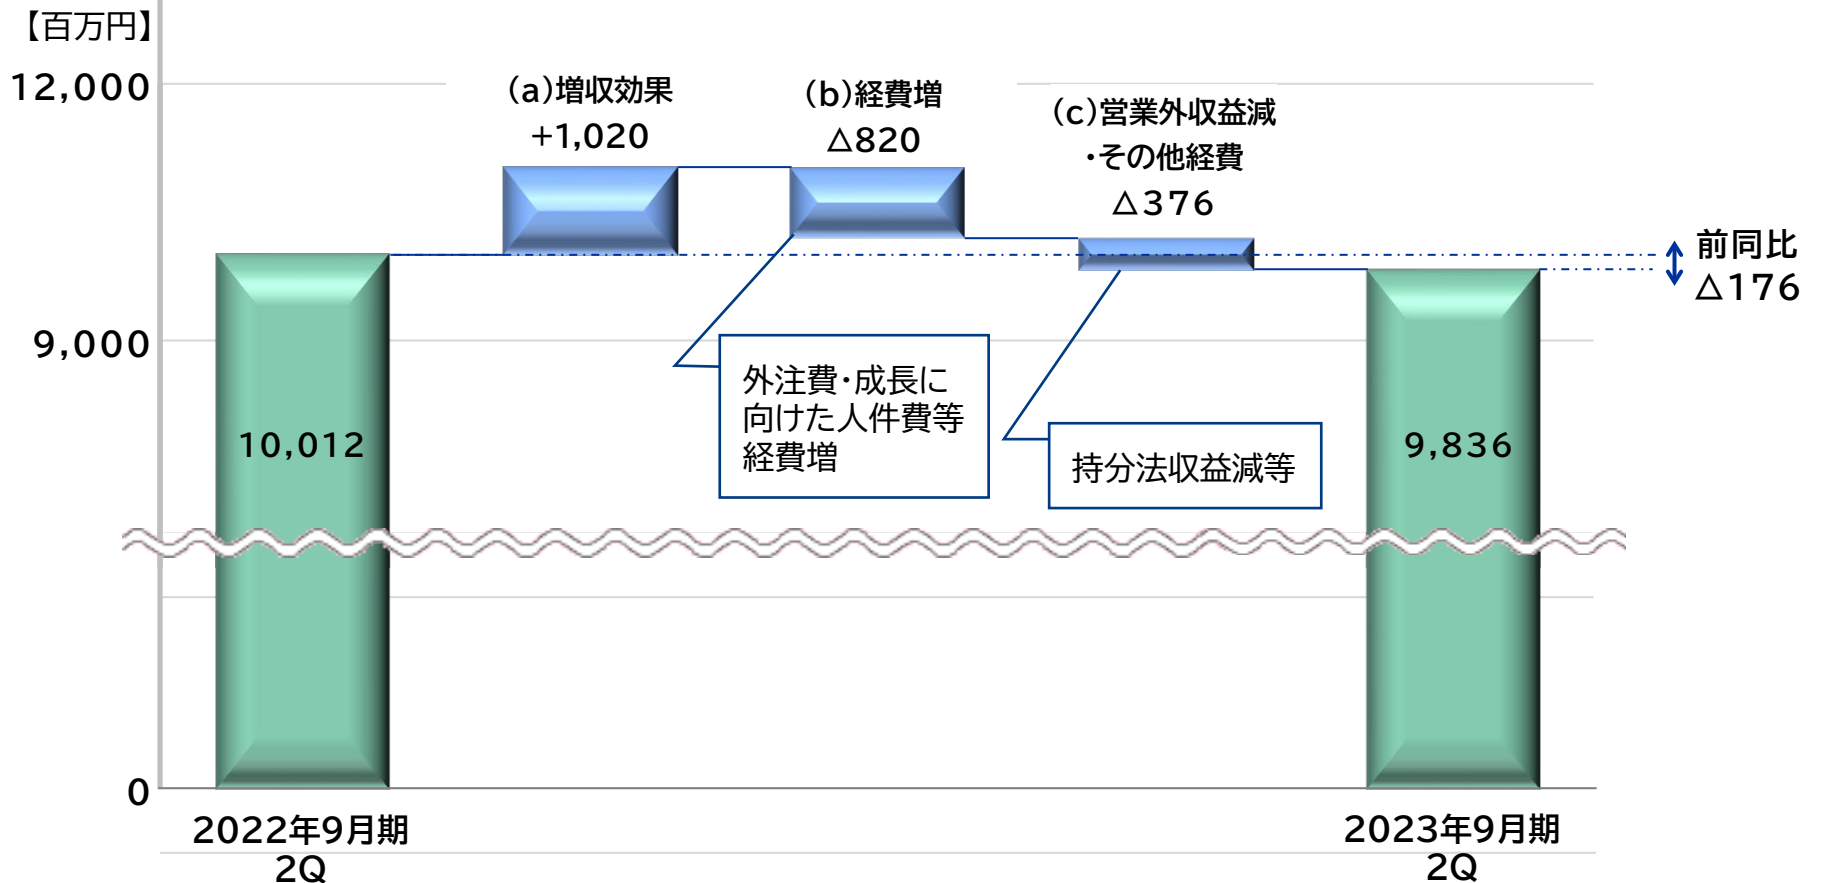 【百万円】
12,000
9,000
0
(a)増収効果
+1,020
(b)経費増
△820
(c)営業外収益減
・その他経費
△376
前同比
△176
外注費・成長に
向けた人件費等
経費増
持分法収益減等
10,012
9,836
2022年9月期
2Q
2023年9月期
2Q